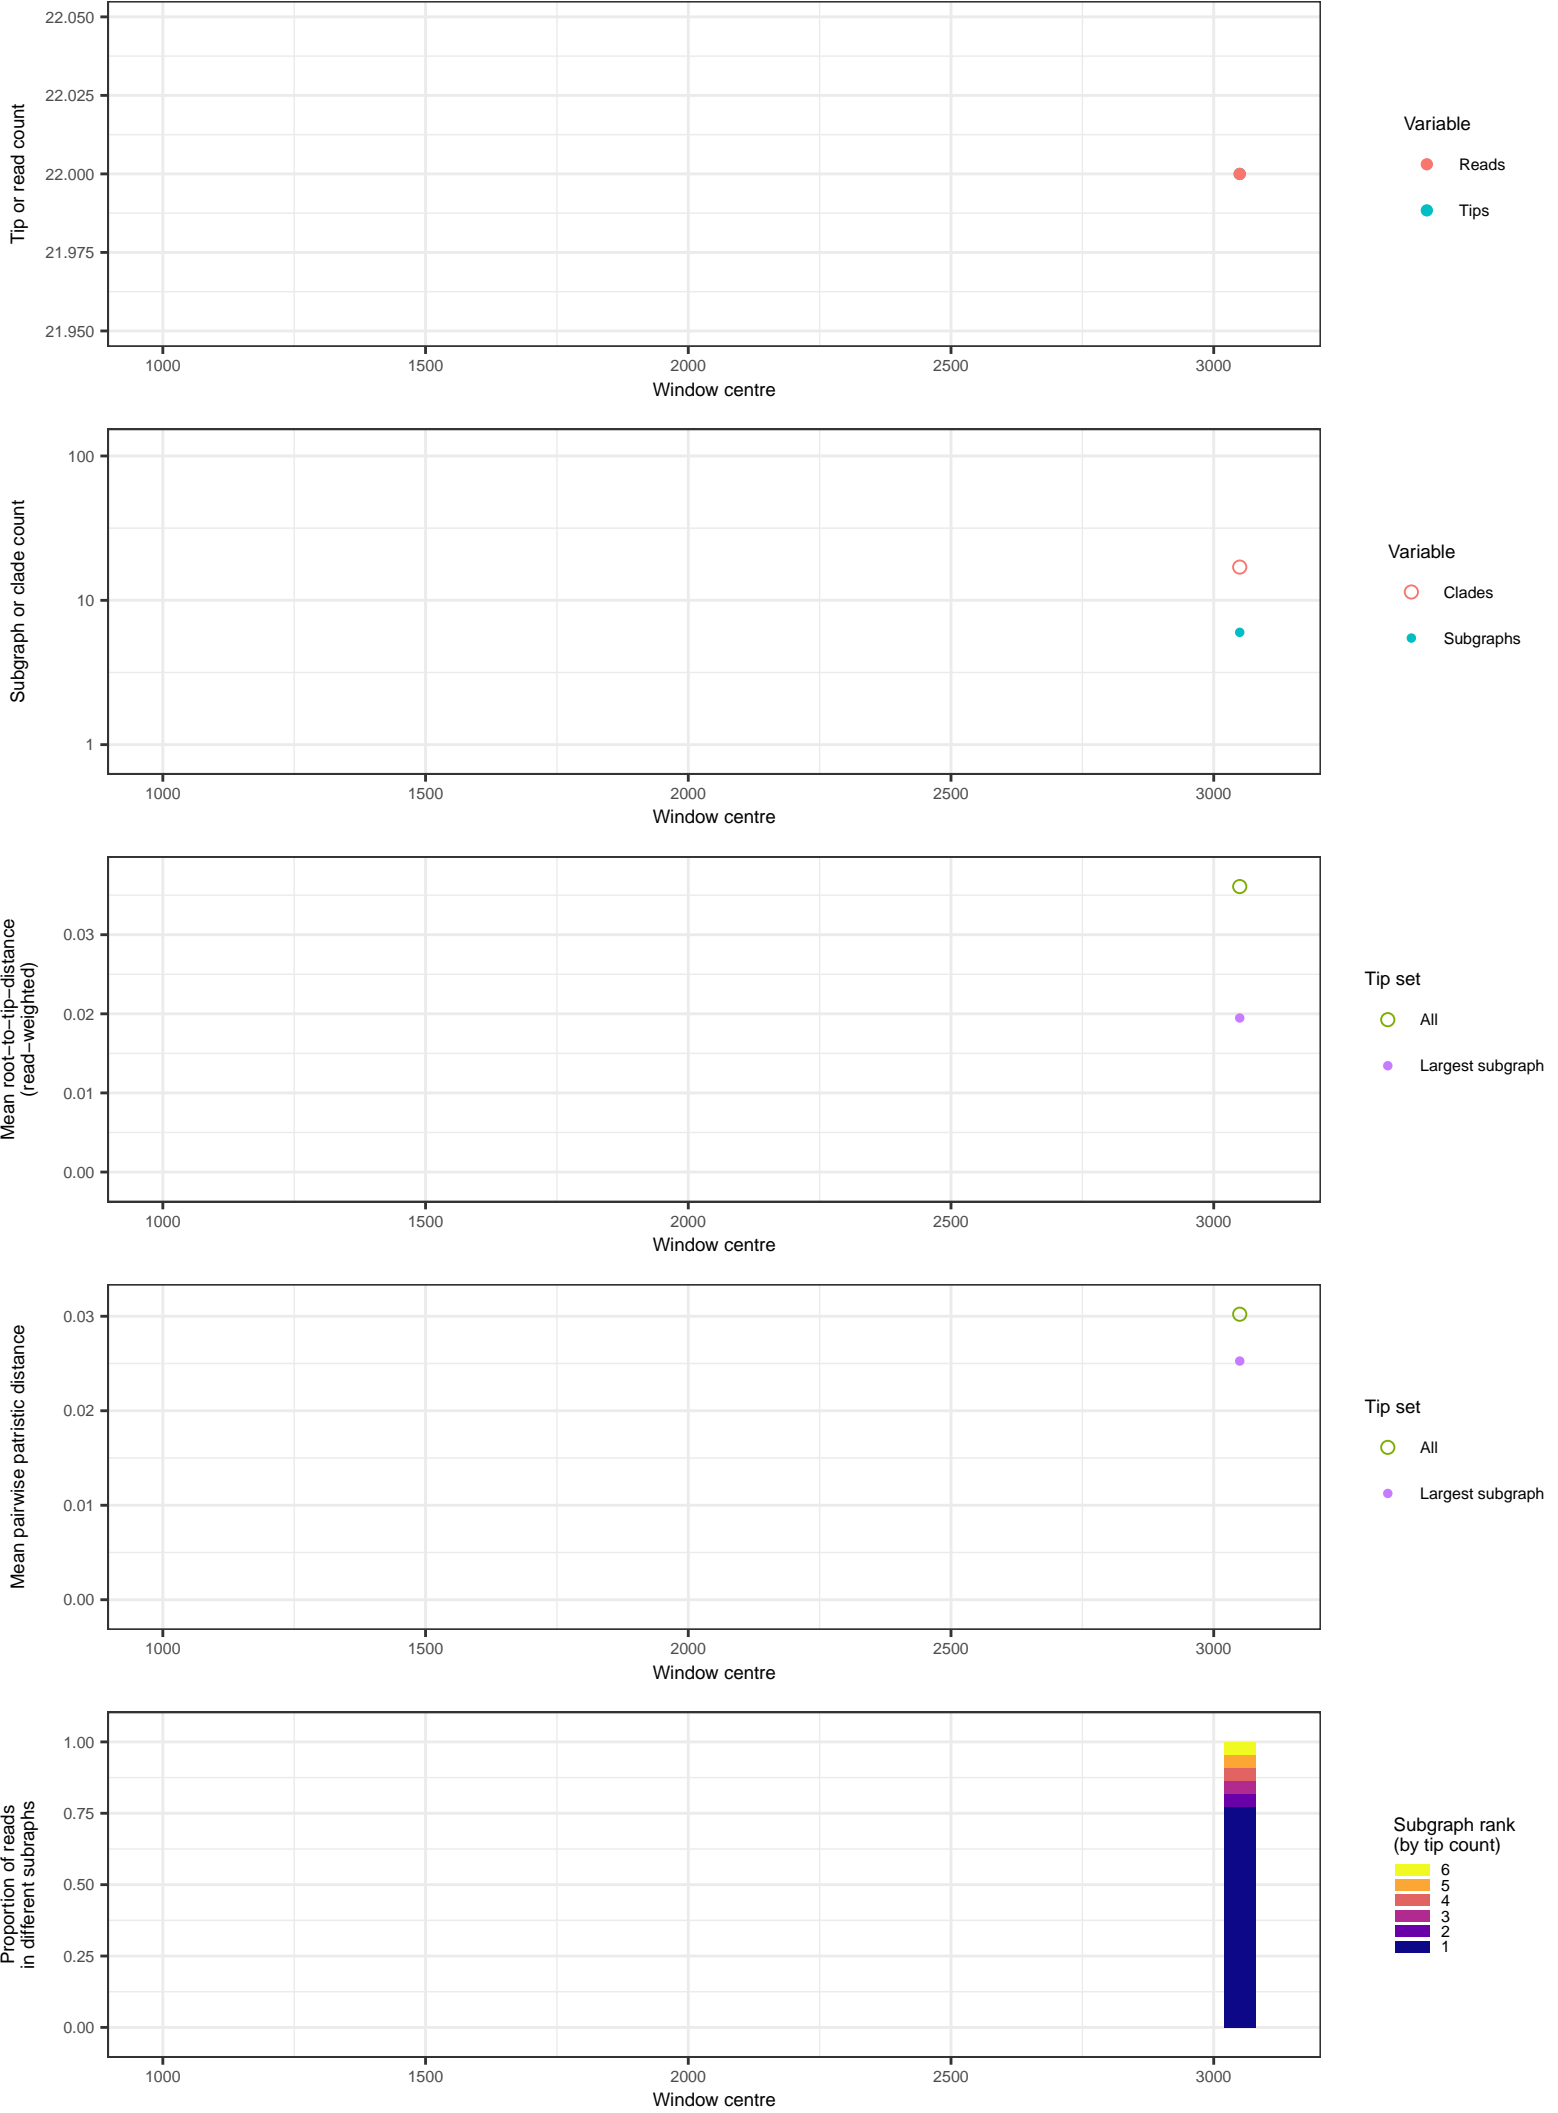 22.050
22.025
22.000
21.975
21.950
Tip or read count
1000 1500 2000 2500 3000
Window centre
Variable
Reads
Tips
100
10
1
Subgraph or clade count
1000 1500 2000 2500 3000
Window centre
Variable
Clades
Subgraphs
0.03
0.02
0.01
0.00
Mean root−to−tip−distance
(read−weighted)
1000 1500 2000 2500 3000
Window centre
Tip set
All
Largest subgraph
0.03
0.02
0.01
0.00
Mean pairwise patristic distance
1000 1500 2000 2500 3000
Window centre
Tip set
All
Largest subgraph
1.00
0.75
0.50
0.25
0.00
Proportion of reads
in different subraphs
1000 1500 2000 2500 3000
Window centre
Subgraph rank
(by tip count)
6
5
4
3
2
1